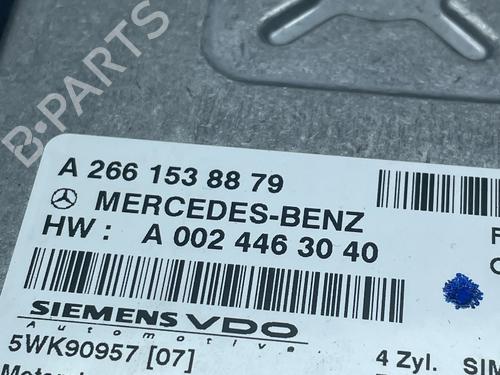 B-PARTS
A 266 153 88 79
MERCEDES-BENZ
HW : A 002 446 30 40
SIEMENS VDO
Automotive
5WK90957 [07]
4 Zyl. SIM